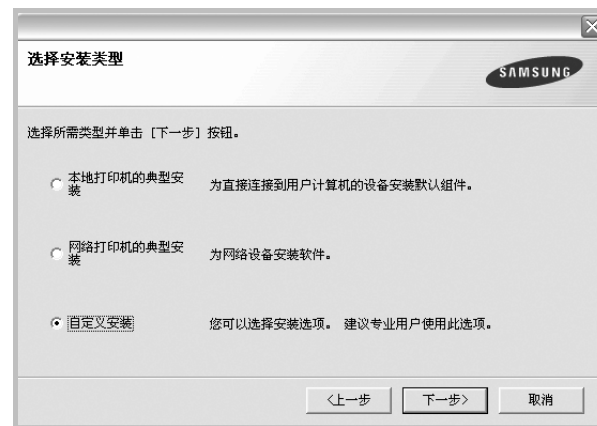 选择安装类型
SAMSUNG
选择所需类型并单击 [下一步] 按钮。
本地打印机的典型安
装
为直接连接到用户计算机的设备安装默认组件。
网络打印机的典型安
装
为网络设备安装软件。
自定义安装
您可以选择安装选项。 建议专业用户使用此选项。
<上一步
下一步>
取消